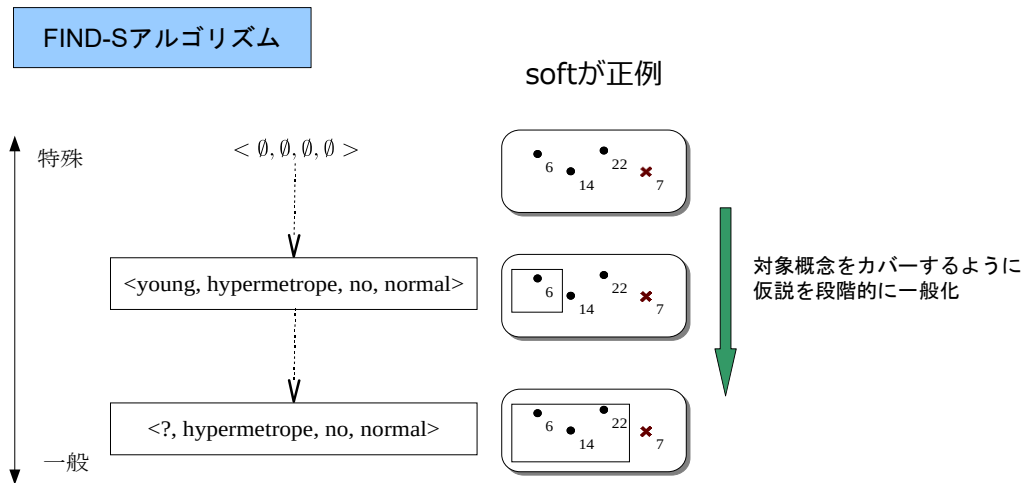 FIND-Sアルゴリズム
softが正例
特殊
< ∅, ∅, ∅, ∅ >
6
14
22
7
<young, hypermetrope, no, normal>
6
14
22
7
対象概念をカバーするように
仮説を段階的に一般化
<?, hypermetrope, no, normal>
6
14
22
7
一般